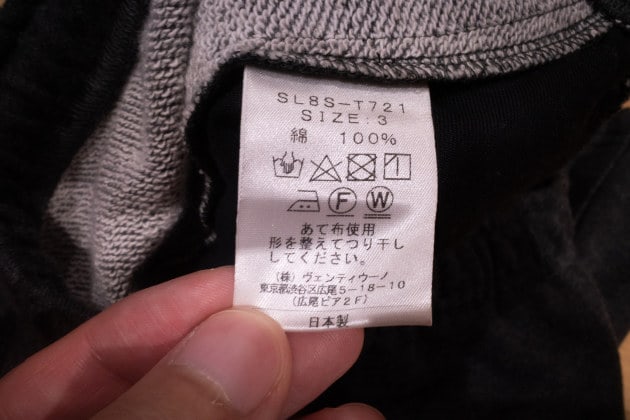 SL8S-T721
SIZE:3
綿 100%
F W
あて布使用
形を整えてつり干し
してください。
(株)ヴェンティウーノ
東京都渋谷区広尾5-18-10
(広尾ピア2F)
日本製